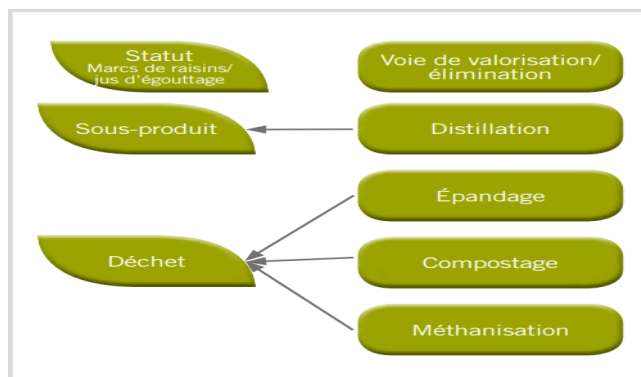 Statut
Marcs de raisins/
jus d'égouttage
Voie de valorisation/
élimination
Sous-produit
Distillation
Épandage
Déchet
Compostage
Méthanisation